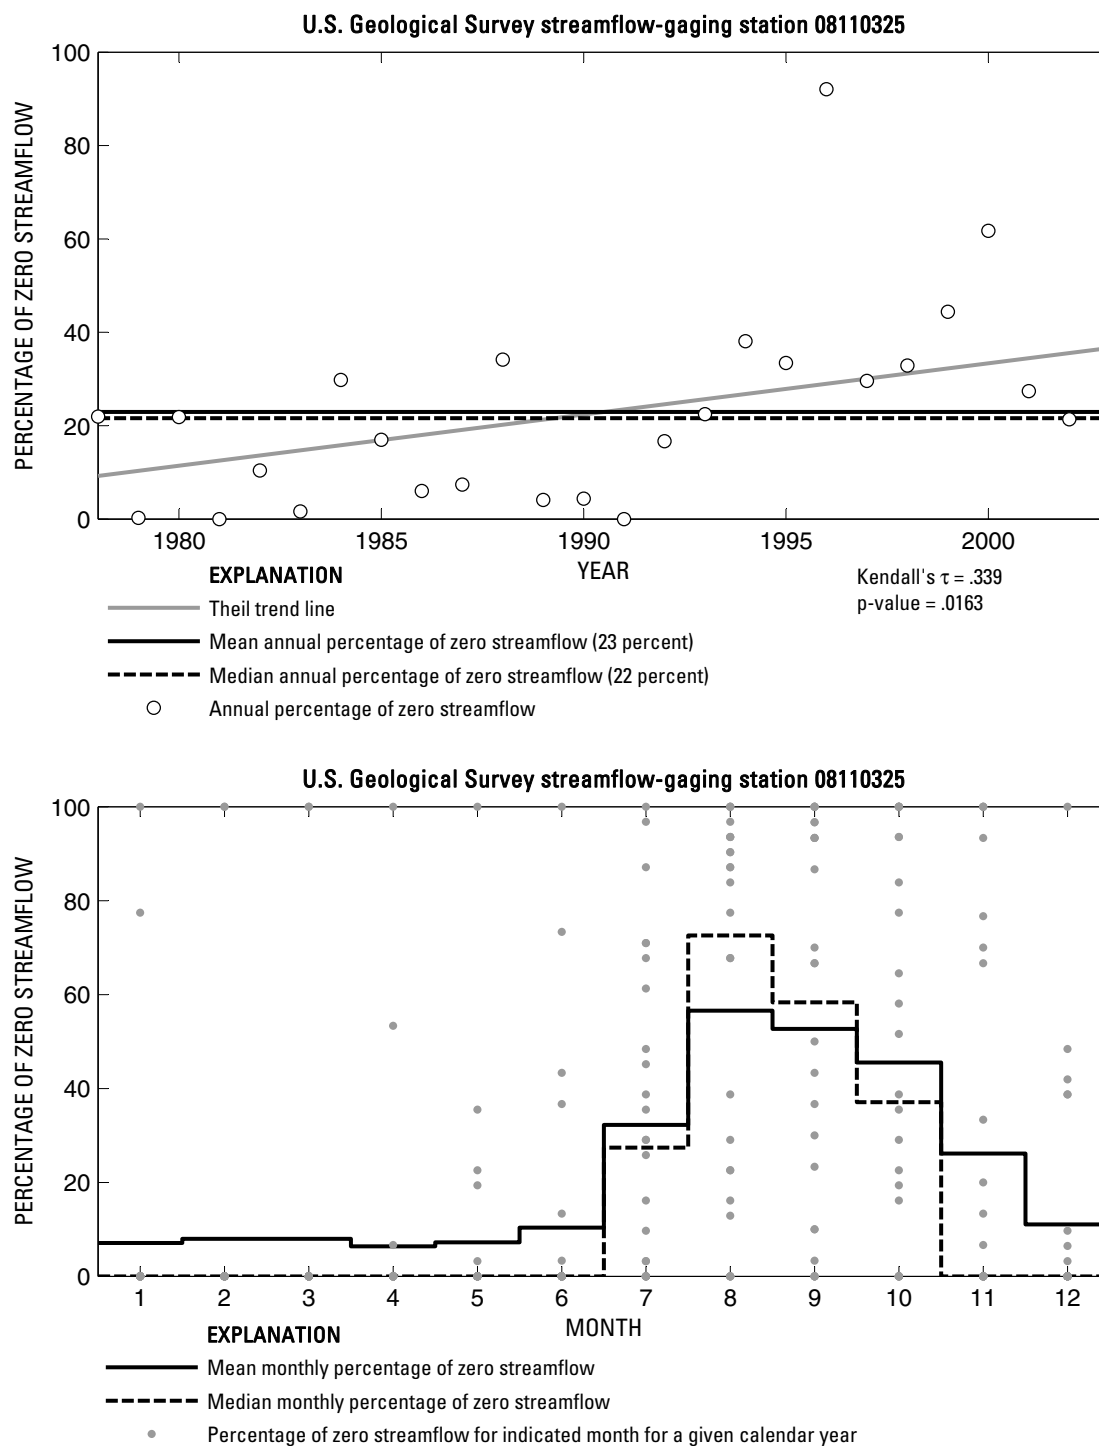 U.S. Geological Survey streamflow-gaging station 08110325
PERCENTAGE OF ZERO STREAMFLOW
100
80
60
40
20
0
1980 1985 1990 1995 2000
YEAR
Kendall's τ = .339
p-value = .0163
EXPLANATION
Theil trend line
Mean annual percentage of zero streamflow (23 percent)
Median annual percentage of zero streamflow (22 percent)
Annual percentage of zero streamflow
U.S. Geological Survey streamflow-gaging station 08110325
PERCENTAGE OF ZERO STREAMFLOW
100
80
60
40
20
0
1 2 3 4 5 6 7 8 9 10 11 12
MONTH
EXPLANATION
Mean monthly percentage of zero streamflow
Median monthly percentage of zero streamflow
Percentage of zero streamflow for indicated month for a given calendar year